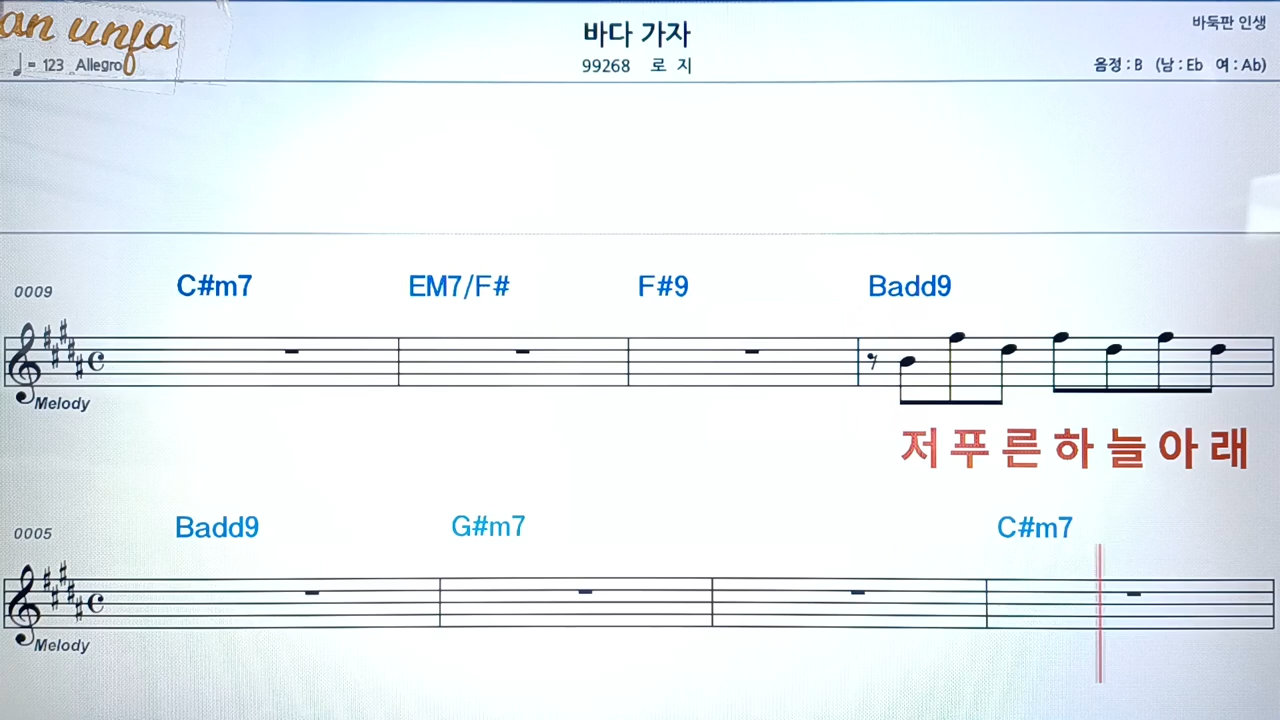 an unja
바다 가자
바둑판 인생
♩ = 123 Allegro
99268 로 지
음정 : B (남 : Eb 여 : Ab)
0009
C#m7 EM7/F# F#9 Badd9
Melody
저 푸 른 하 늘 아 래
0005
Badd9 G#m7 C#m7
Melody